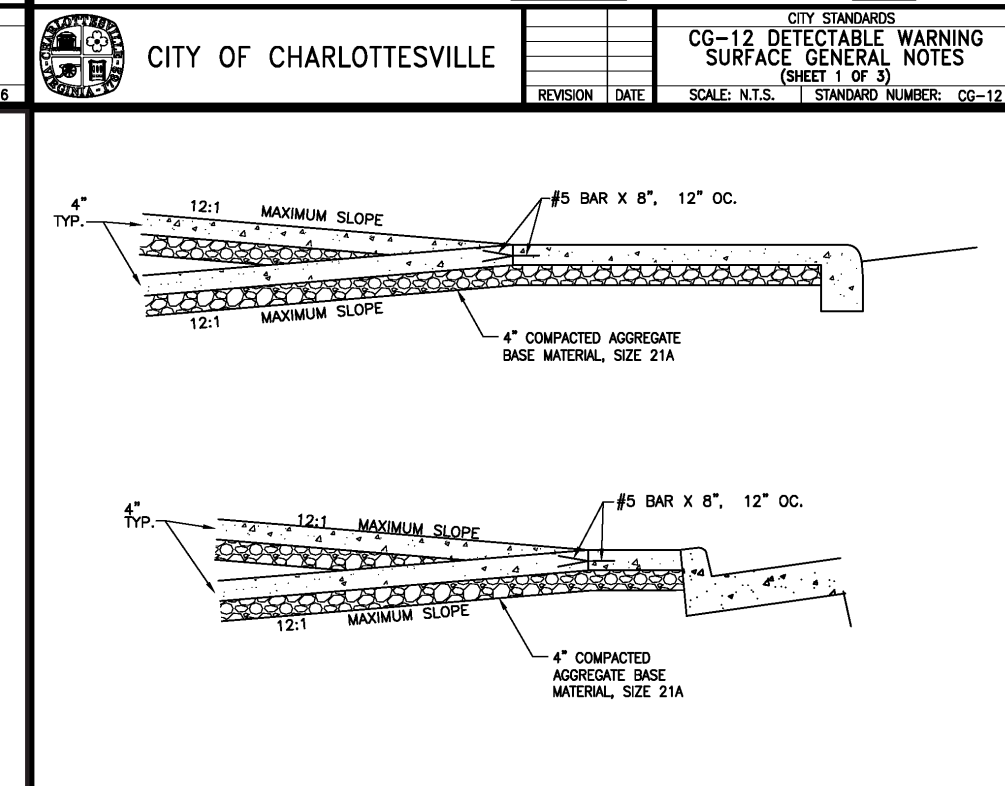 CHARLOTTESVILLE
VIRGINIA
CITY OF CHARLOTTESVILLE
REVISION DATE
CITY STANDARDS
CG-12 DETECTABLE WARNING
SURFACE GENERAL NOTES
(SHEET 1 OF 3)
SCALE: N.T.S. STANDARD NUMBER: CG-12
6
4"
TYP.
12:1 MAXIMUM SLOPE
#5 BAR X 8", 12" OC.
12:1 MAXIMUM SLOPE
4" COMPACTED AGGREGATE
BASE MATERIAL, SIZE 21A
4"
TYP.
12:1 MAXIMUM SLOPE
#5 BAR X 8", 12" OC.
12:1 MAXIMUM SLOPE
4" COMPACTED
AGGREGATE BASE
MATERIAL, SIZE 21A